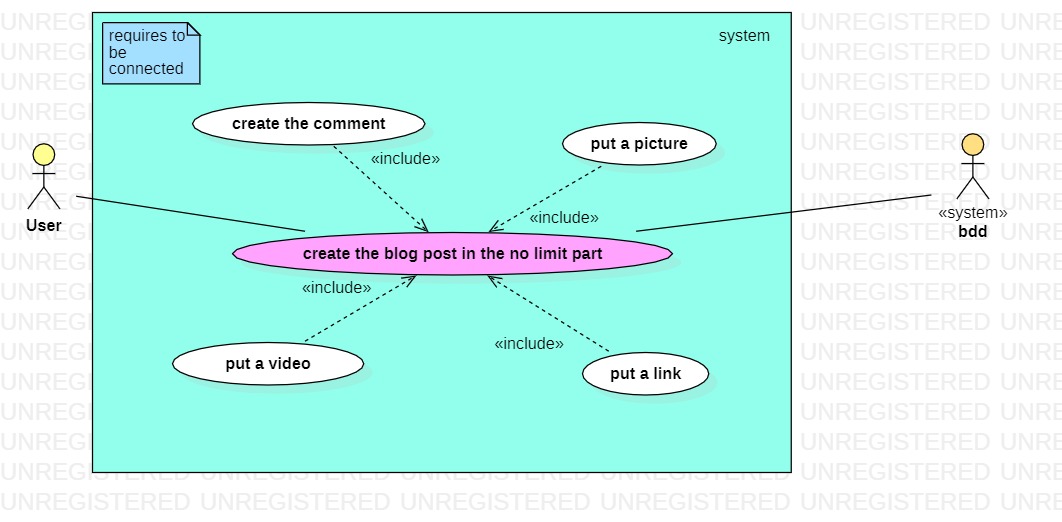 UNREGISTERED UNREGISTERED UNREGISTERED UNREGISTERED UNREGISTERED
requires to
be
connected
system
create the comment
put a picture
«include»
«include»
User
«system»
bdd
create the blog post in the no limit part
«include»
«include»
put a video
put a link